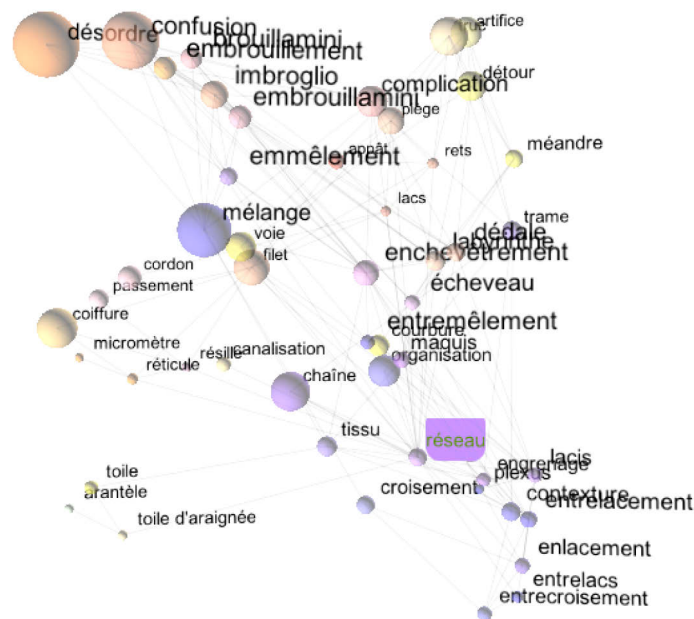 artifice
désordre
confusion
ruse
brouillamini
embrouillement
imbroglio
complication
détour
embrouillamini
piège
méandre
emmêlement
appât
rets
mélange
lacs
trame
voie
dédale
filet
enchevêtrement
labyrinthe
cordon
écheveau
passement
coiffure
entremêlement
courbure
micromètre
réticule
résille
canalisation
maquis
organisation
chaîne
tissu
réseau
toile
arantèle
croisement
engrenage
lacis
plexus
contexture
entrelacement
toile d'araignée
enlacement
entrelacs
entrecroisement